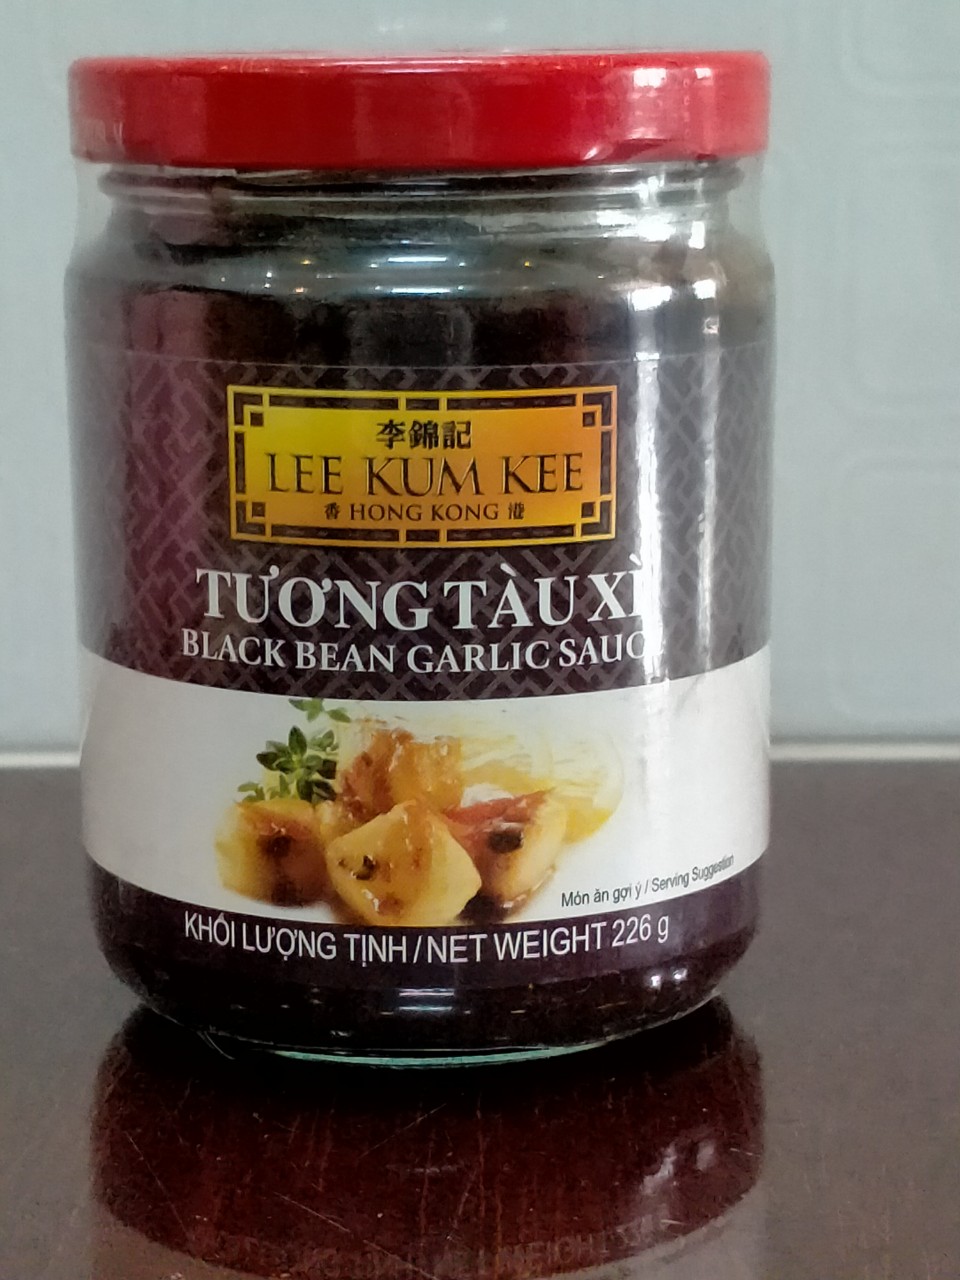 李錦記
LEE KUM KEE
香 HONG KONG 港
TƯƠNG TÀU XÌ
BLACK BEAN GARLIC SAUCE
Món ăn gợi ý / Serving Suggestion
KHỐI LƯỢNG TỊNH / NET WEIGHT 226 g